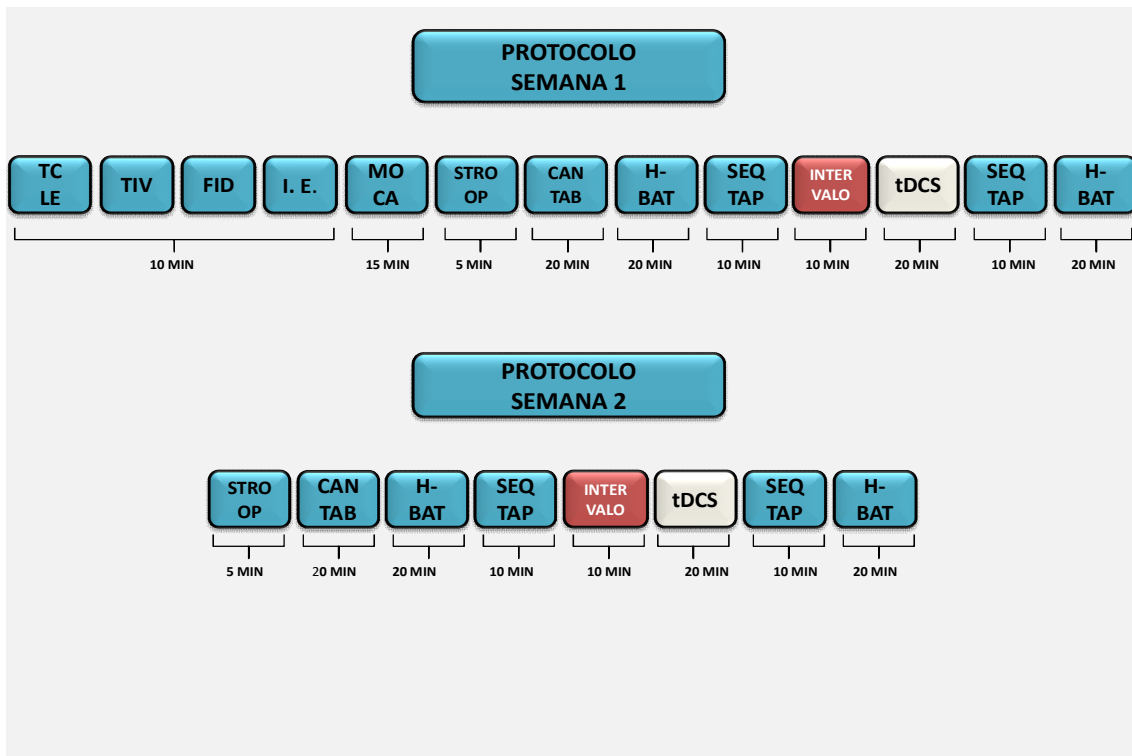 PROTOCOLO
SEMANA 1
TC
LE
TIV
FID
I. E.
MO
CA
STRO
OP
CAN
TAB
H-
BAT
SEQ
TAP
INTER
VALO
tDCS
SEQ
TAP
H-
BAT
10 MIN
15 MIN
5 MIN
20 MIN
20 MIN
10 MIN
10 MIN
20 MIN
10 MIN
20 MIN
PROTOCOLO
SEMANA 2
STRO
OP
CAN
TAB
H-
BAT
SEQ
TAP
INTER
VALO
tDCS
SEQ
TAP
H-
BAT
5 MIN
20 MIN
20 MIN
10 MIN
10 MIN
20 MIN
10 MIN
20 MIN